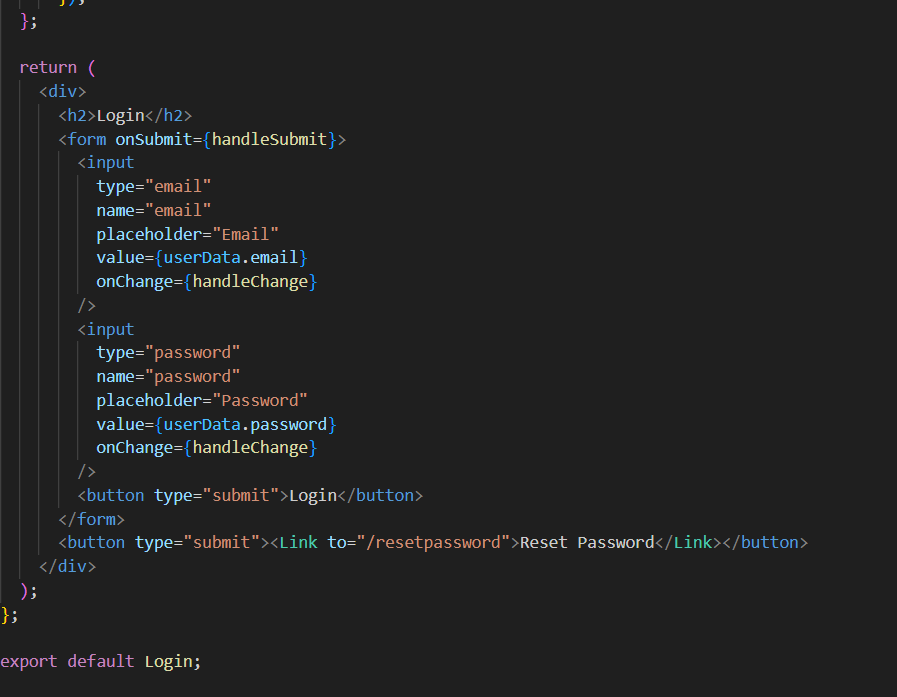 });
};
return (
<div>
<h2>Login</h2>
<form onSubmit={handleSubmit}>
<input
type="email"
name="email"
placeholder="Email"
value={userData.email}
onChange={handleChange}
/>
<input
type="password"
name="password"
placeholder="Password"
value={userData.password}
onChange={handleChange}
/>
<button type="submit">Login</button>
</form>
<button type="submit"><Link to="/resetpassword">Reset Password</Link></button>
</div>
);
};
export default Login;